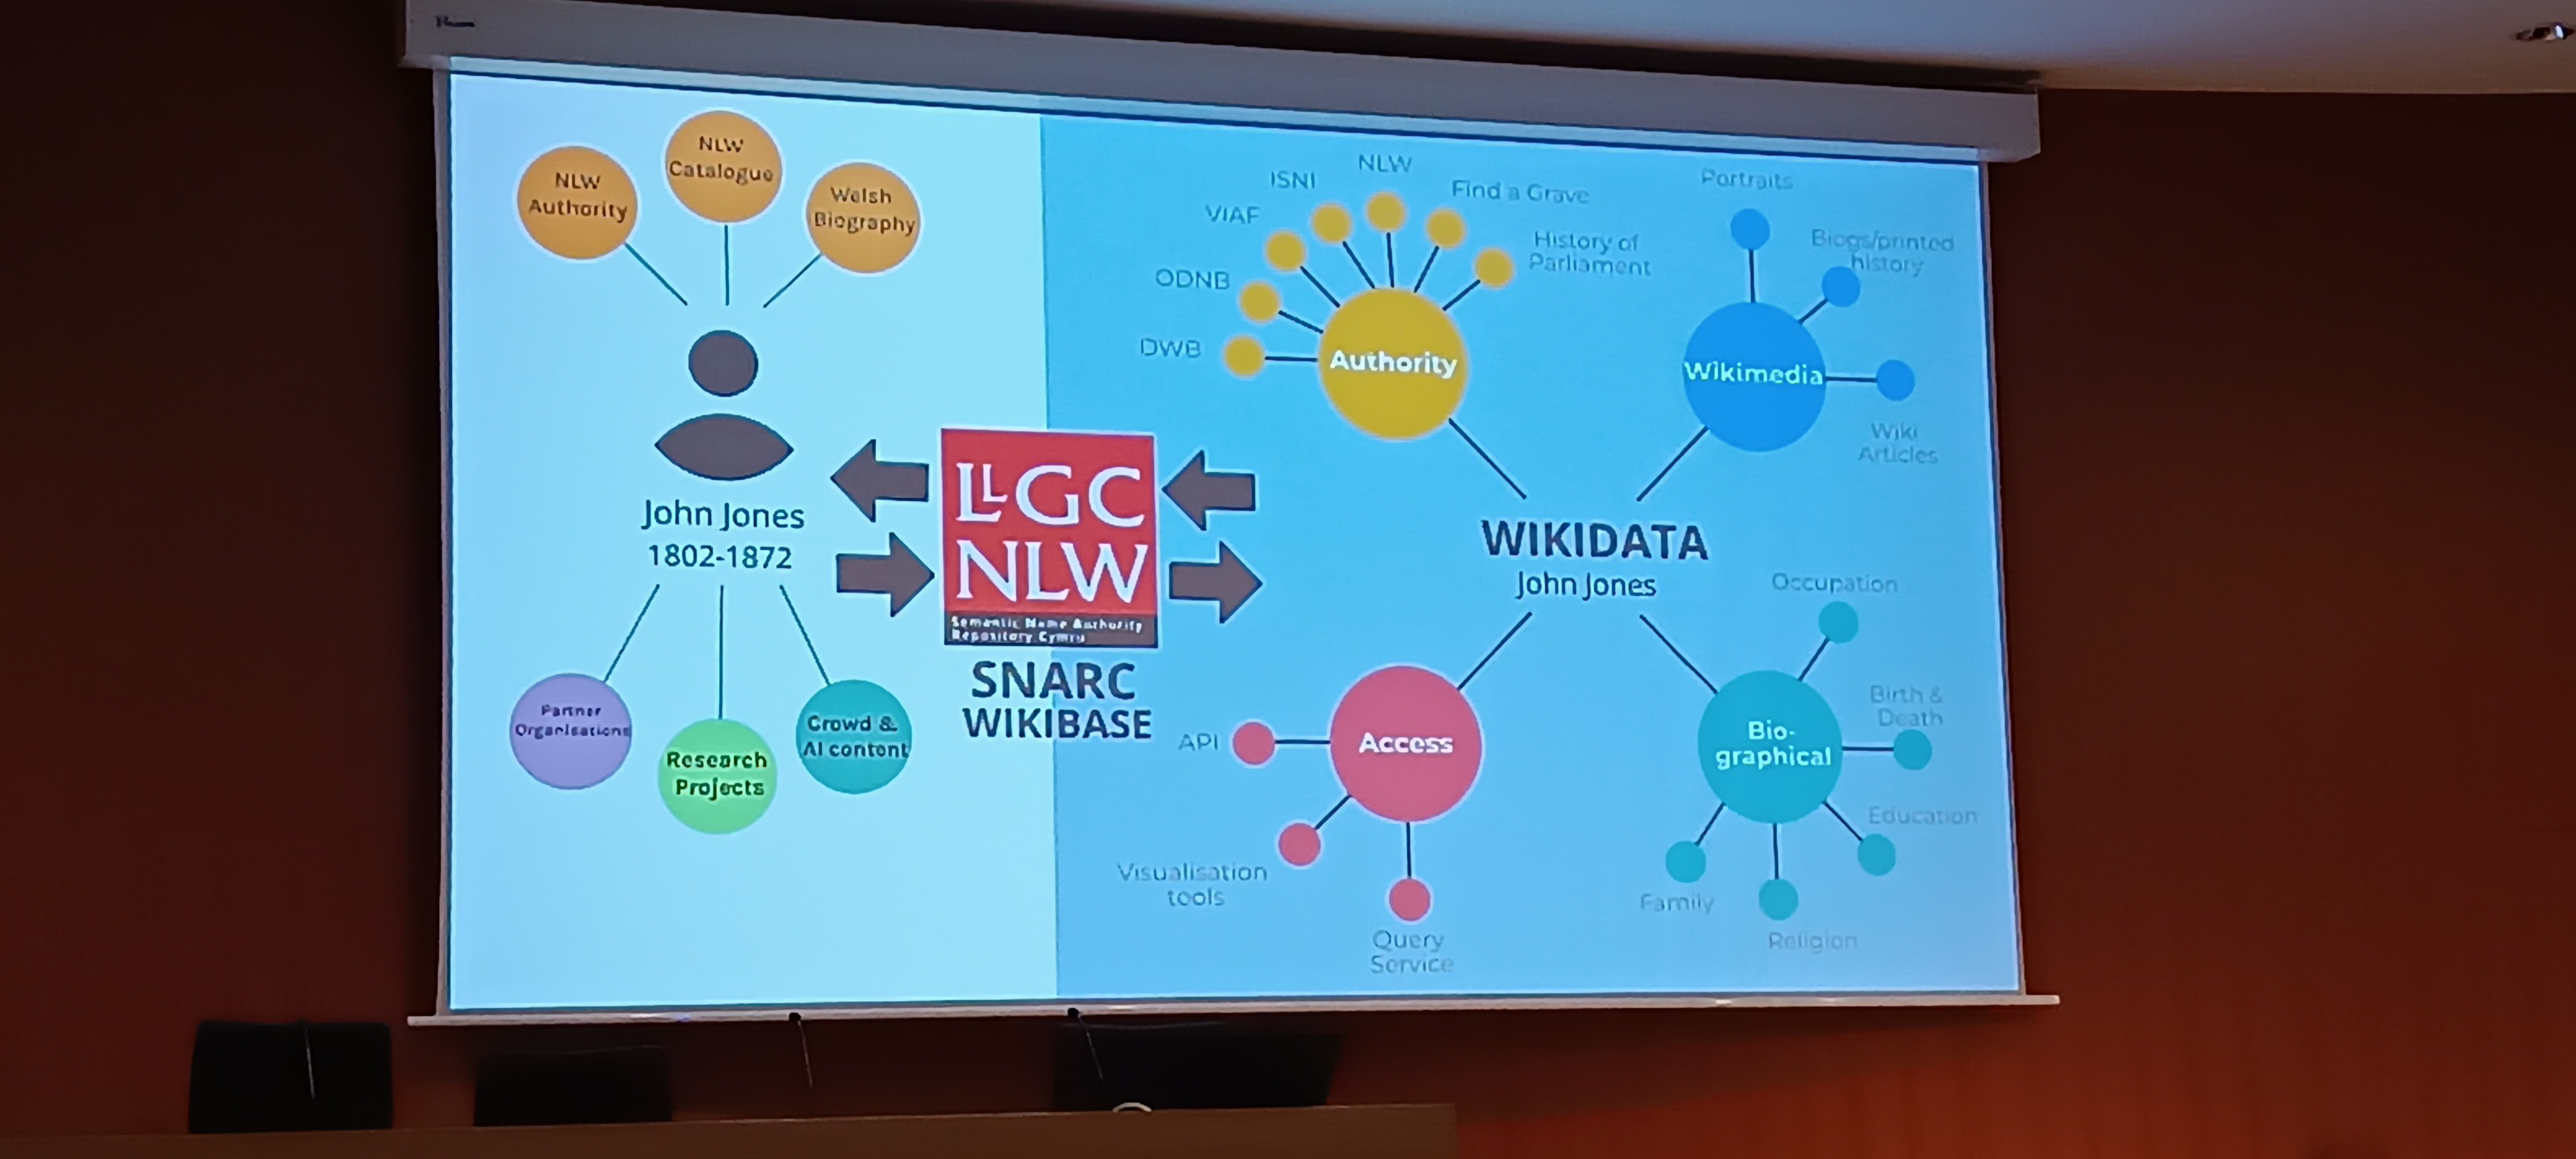 NLW
Authority
NLW
Catalogue
Welsh
Biography
John Jones
1802-1872
Partner
Organisations
Research
Projects
Crowd &
AI content
LLGC
NLW
Semantic Name Authority
Repository Cymru
SNARC
WIKIBASE
DWB
ODNB
VIAF
ISNI
NLW
Find a Grave
History of
Parliament
Authority
Portraits
Biogs/printed
history
Wikimedia
Wiki
Articles
WIKIDATA
John Jones
API
Access
Visualisation
tools
Query
Service
Occupation
Birth &
Death
Bio-
graphical
Education
Family
Religion